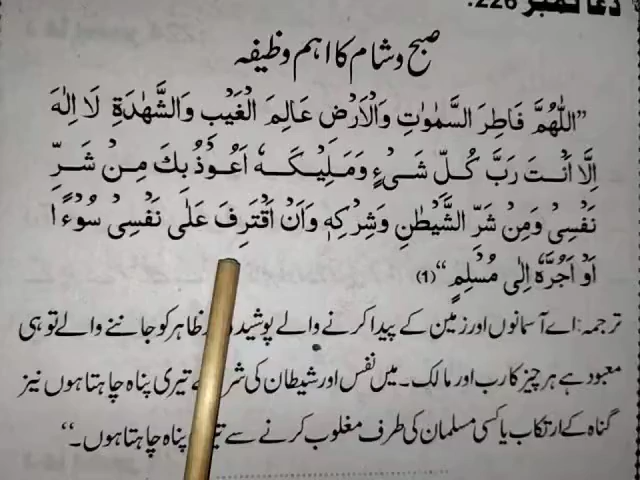 دعا نمبر 226:
صبح و شام کا اہم وظیفہ
”اَللّٰهُمَّ فَاطِرَ السَّمٰوٰتِ وَالْاَرْضِ عَالِمَ الْغَيْبِ وَالشَّهٰدَةِ لَا اِلٰهَ
اِلَّا اَنْتَ رَبَّ كُلِّ شَیْءٍ وَمَلِيْكَهٗ اَعُوْذُ بِكَ مِنْ شَرِّ
نَفْسِیْ وَمِنْ شَرِّ الشَّيْطٰنِ وَشِرْكِهٖ وَاَنْ اَقْتَرِفَ عَلٰی نَفْسِیْ سُوْءًا
اَوْ اَجُرَّهٗ اِلٰی مُسْلِمٍ“ (1)
ترجمہ: اے آسمانوں اور زمین کے پیدا کرنے والے پوشیدہ ظاہر کو جاننے والے تو ہی
معبود ہے ہر چیز کا رب اور مالک۔ میں نفس اور شیطان کی شر تیری پناہ چاہتا ہوں نیز
گناہ کے ارتکاب یا کسی مسلمان کی طرف مغلوب کرنے سے پناہ چاہتا ہوں۔“